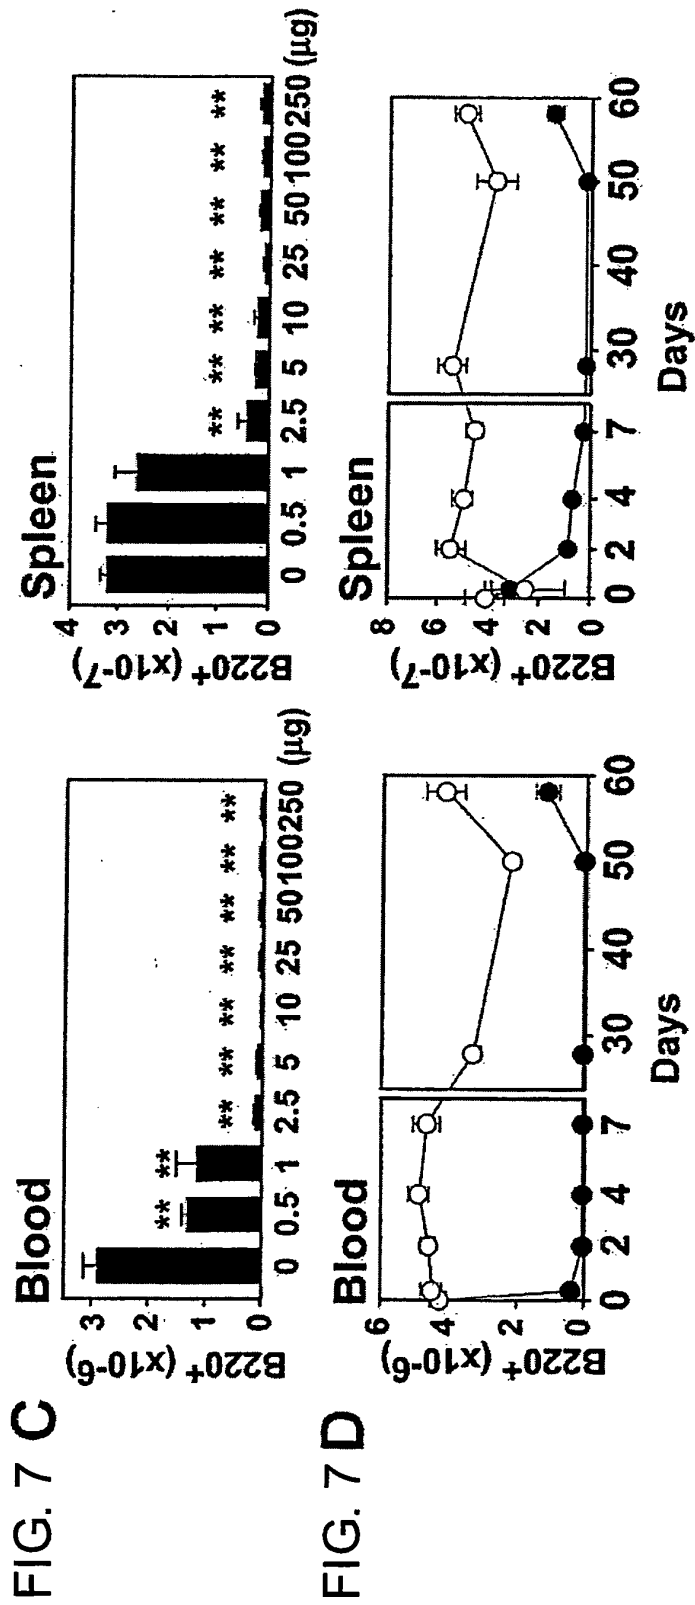 FIG. 7 C
Blood
B220+ (x10-6)
3
2
1
0
0 0.5 1 2.5 5 10 25 50 100 250 (µg)
** ** ** ** ** ** ** ** **
Spleen
B220+ (x10-7)
4
3
2
1
0
0 0.5 1 2.5 5 10 25 50 100 250 (µg)
** ** ** ** ** ** **
FIG. 7 D
Blood
B220+ (x10-6)
6
4
2
0
0 2 4 7 30 40 50 60
Days
Spleen
B220+ (x10-7)
8
6
4
2
0
0 2 4 7 30 40 50 60
Days